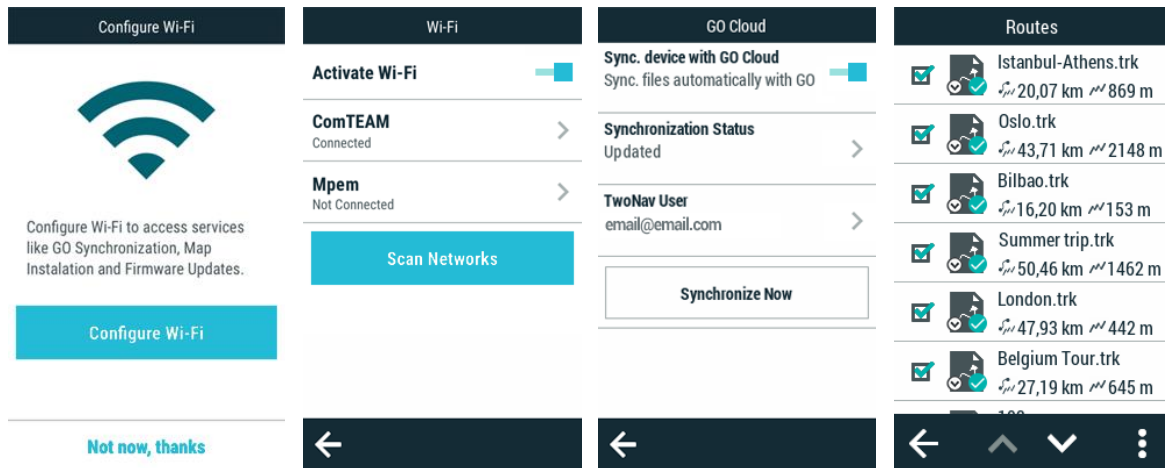 Configure Wi-Fi
Configure Wi-Fi to access services
like GO Synchronization, Map
Instalation and Firmware Updates.
Configure Wi-Fi
Not now, thanks
Wi-Fi
Activate Wi-Fi
ComTEAM
Connected
Mpem
Not Connected
Scan Networks
GO Cloud
Sync. device with GO Cloud
Sync. files automatically with GO
Synchronization Status
Updated
TwoNav User
email@email.com
Synchronize Now
Routes
Istanbul-Athens.trk
20,07 km 869 m
Oslo.trk
43,71 km 2148 m
Bilbao.trk
16,20 km 153 m
Summer trip.trk
50,46 km 1462 m
London.trk
47,93 km 442 m
Belgium Tour.trk
27,19 km 645 m